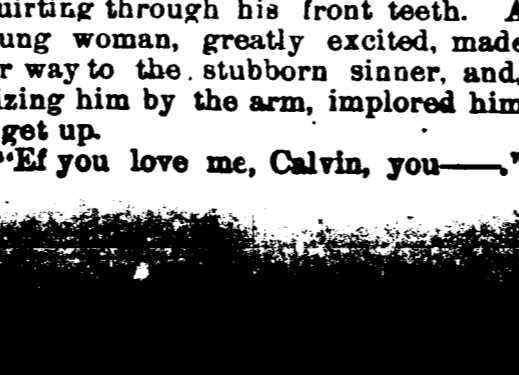 uirting through his front teeth. A
ung woman, greatly excited, made
r way to the stubborn sinner, and,
izing him by the arm, implored him
get up.
"Ef you love me, Calvin, you——."